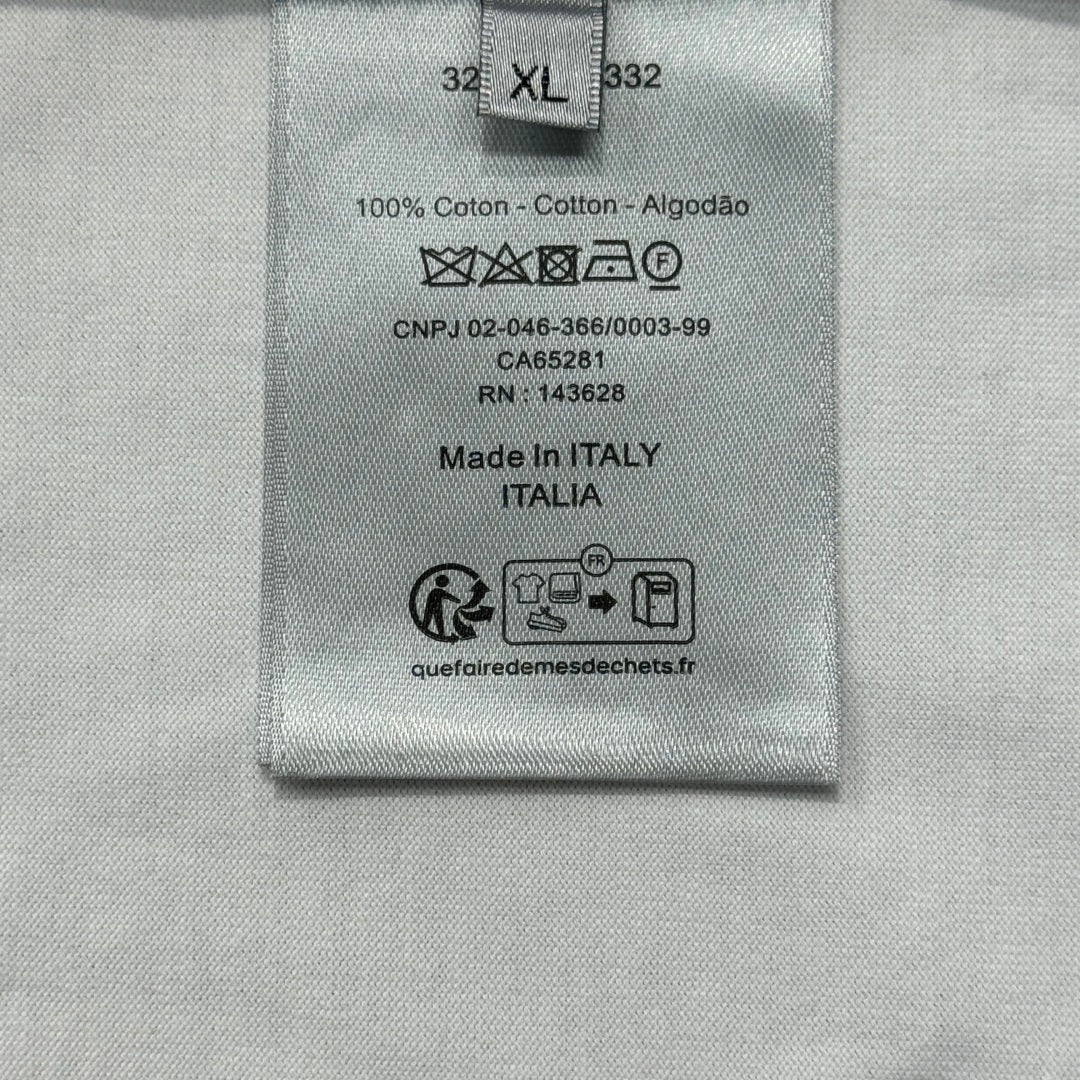 32 XL 332
100% Coton - Cotton - Algodão
F
CNPJ 02-046-366/0003-99
CA65281
RN : 143628
Made In ITALY
ITALIA
FR
quefairedemesdechets.fr